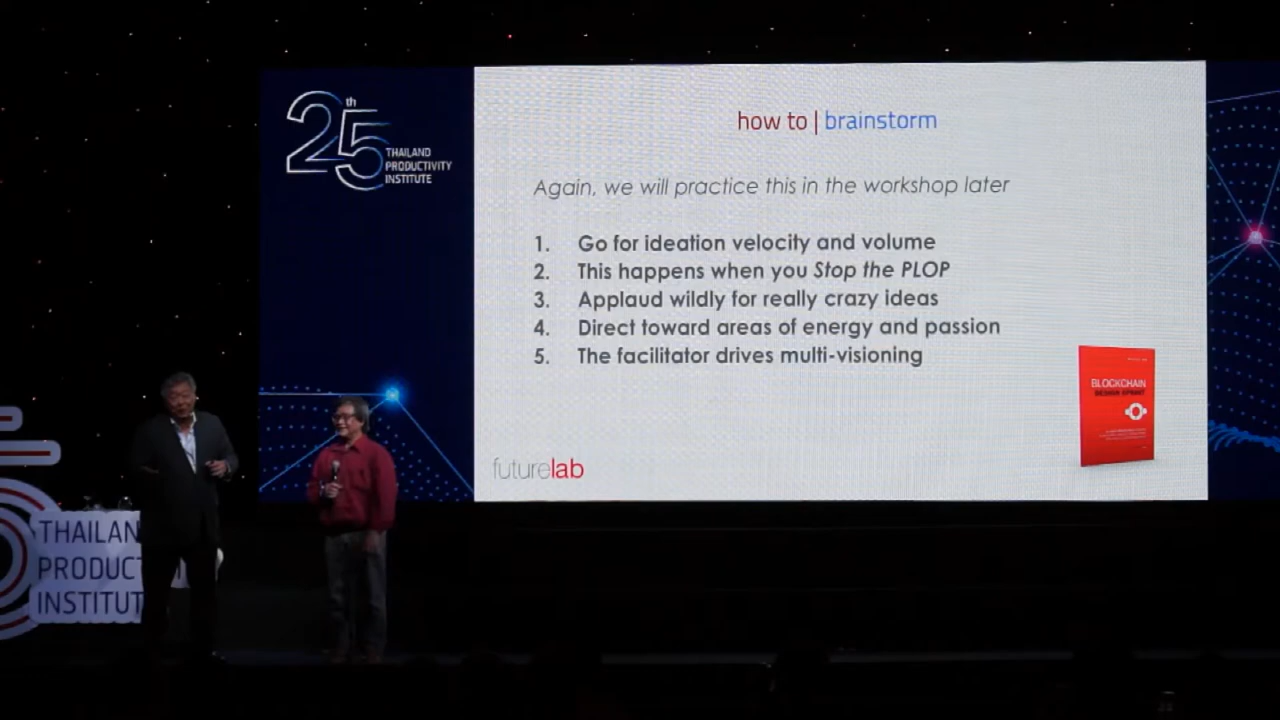 25th
THAILAND
PRODUCTIVITY
INSTITUTE
how to | brainstorm
Again, we will practice this in the workshop later
1. Go for ideation velocity and volume
2. This happens when you Stop the PLOP
3. Applaud wildly for really crazy ideas
4. Direct toward areas of energy and passion
5. The facilitator drives multi-visioning
BLOCKCHAIN
DESIGN SPRINT
futurelab
THAILAN
PRODUCT
INSTITUT